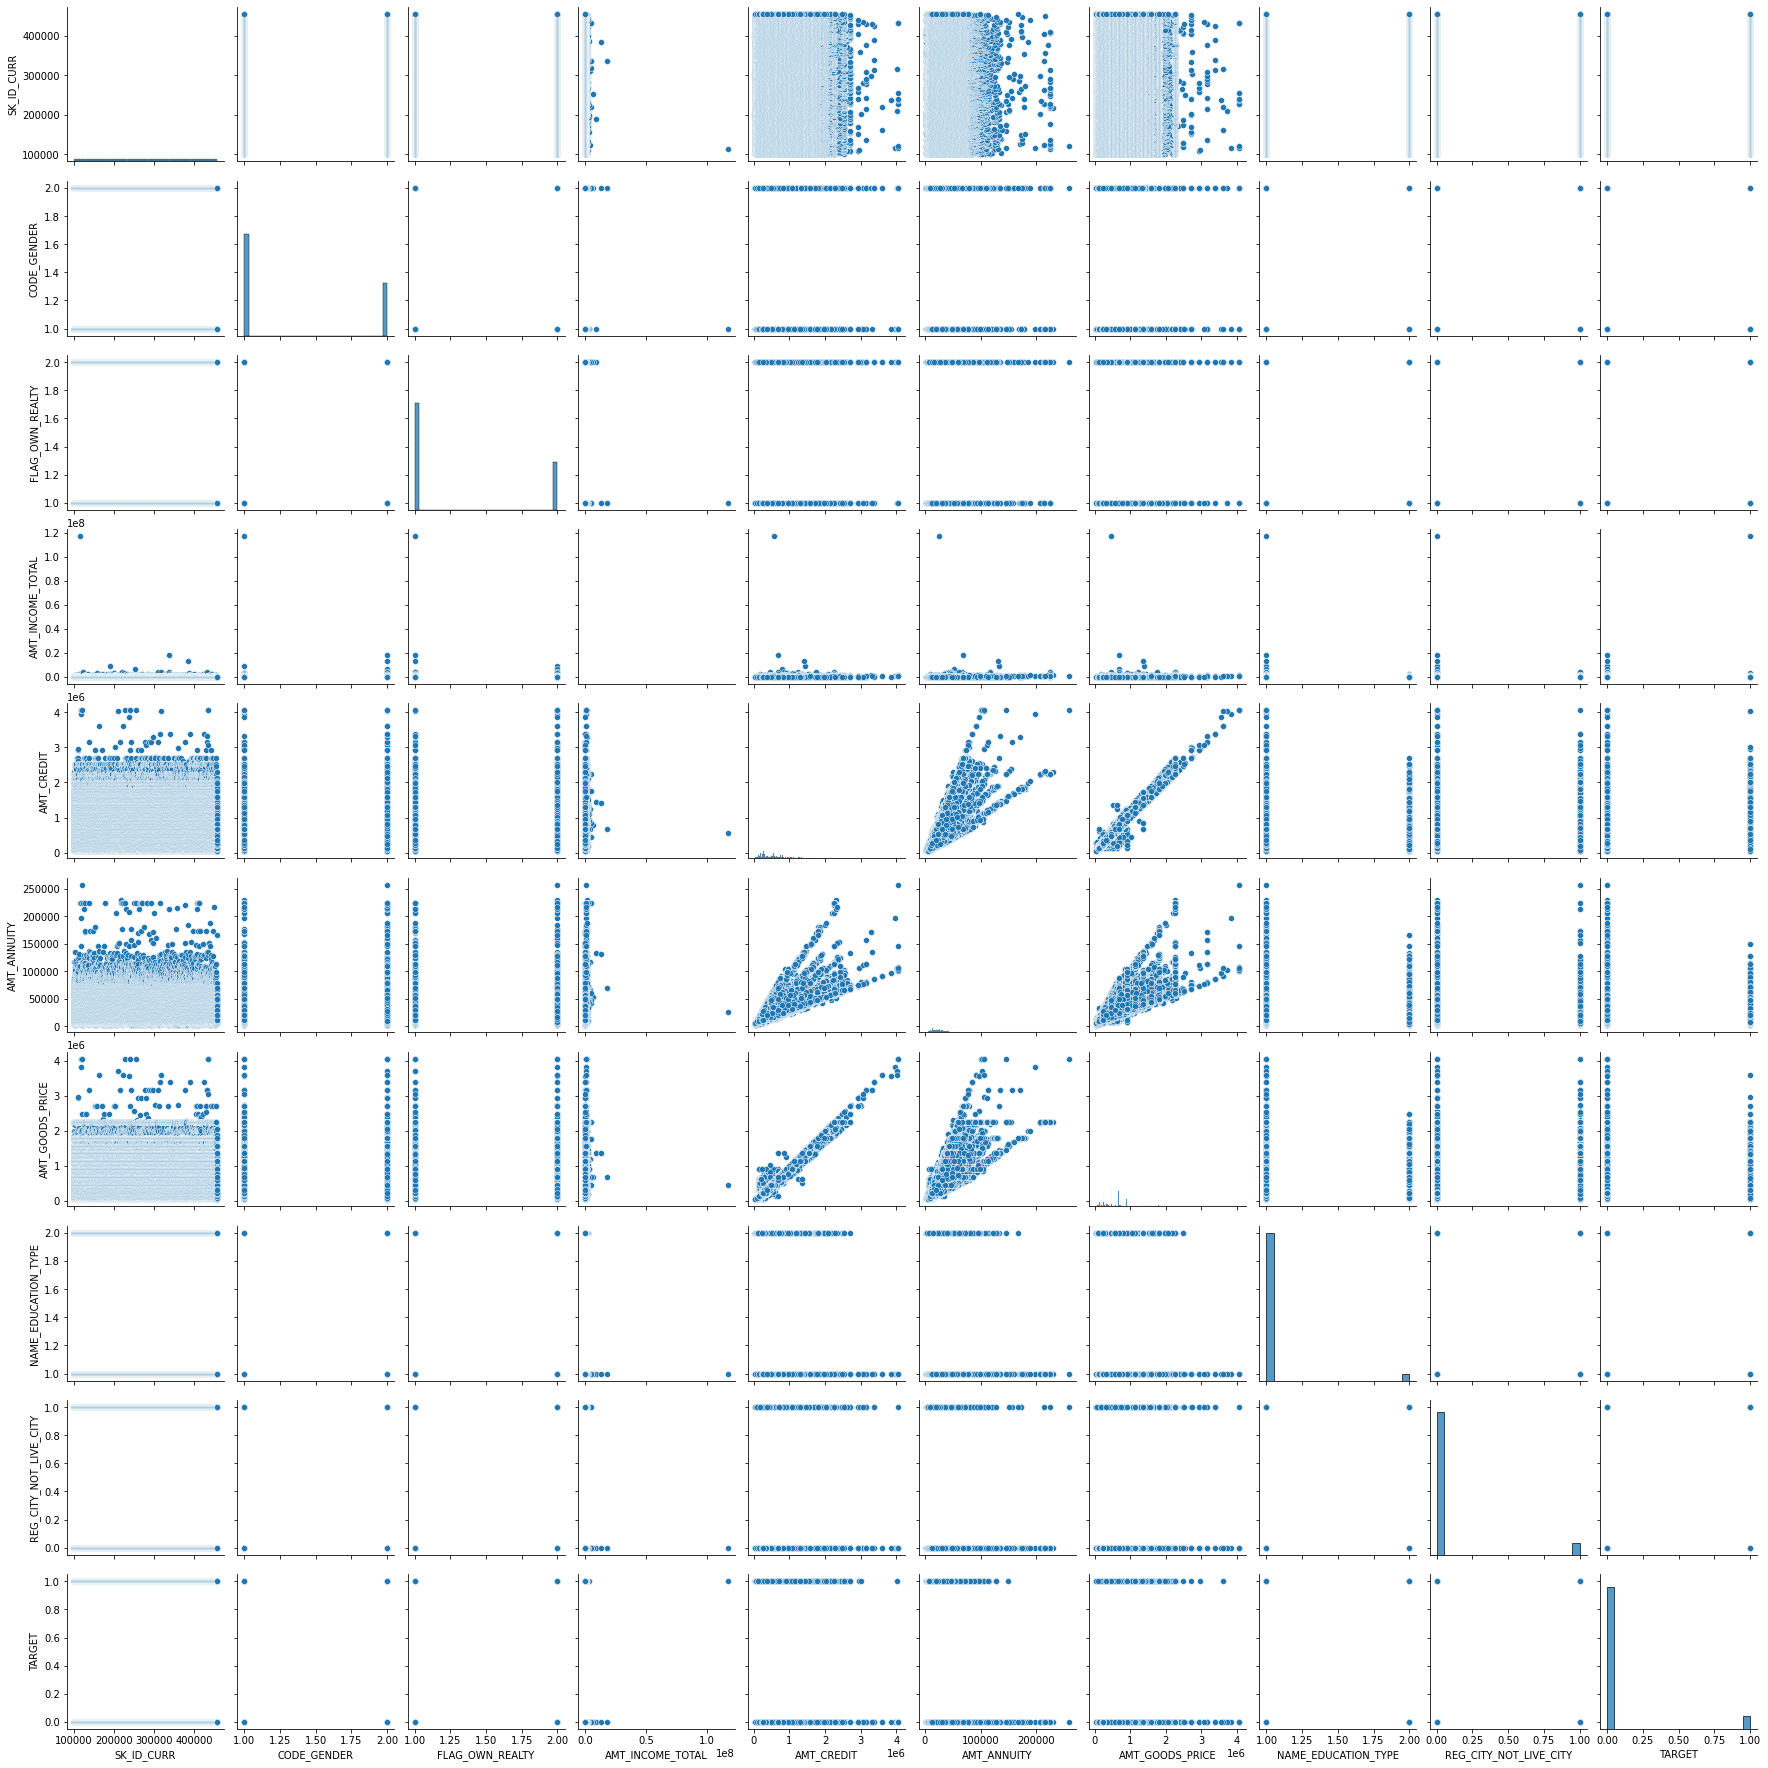 400000
300000
200000
100000
SK_ID_CURR
2.0
1.8
1.6
1.4
1.2
1.0
CODE_GENDER
2.0
1.8
1.6
1.4
1.2
1.0
FLAG_OWN_REALTY
1e8
1.2
1.0
0.8
0.6
0.4
0.2
0.0
AMT_INCOME_TOTAL
1e6
4
3
2
1
0
AMT_CREDIT
250000
200000
150000
100000
50000
0
AMT_ANNUITY
1e6
4
3
2
1
0
AMT_GOODS_PRICE
2.0
1.8
1.6
1.4
1.2
1.0
NAME_EDUCATION_TYPE
1.0
0.8
0.6
0.4
0.2
0.0
REG_CITY_NOT_LIVE_CITY
1.0
0.8
0.6
0.4
0.2
0.0
TARGET
100000 200000 300000 400000
SK_ID_CURR
1.00 1.25 1.50 1.75 2.00
CODE_GENDER
1.00 1.25 1.50 1.75 2.00
FLAG_OWN_REALTY
0.0 0.5 1.0
1e8
AMT_INCOME_TOTAL
0 1 2 3 4
1e6
AMT_CREDIT
0 100000 200000
AMT_ANNUITY
0 1 2 3 4
1e6
AMT_GOODS_PRICE
1.00 1.25 1.50 1.75 2.00
NAME_EDUCATION_TYPE
0.00 0.25 0.50 0.75 1.00
REG_CITY_NOT_LIVE_CITY
0.00 0.25 0.50 0.75 1.00
TARGET